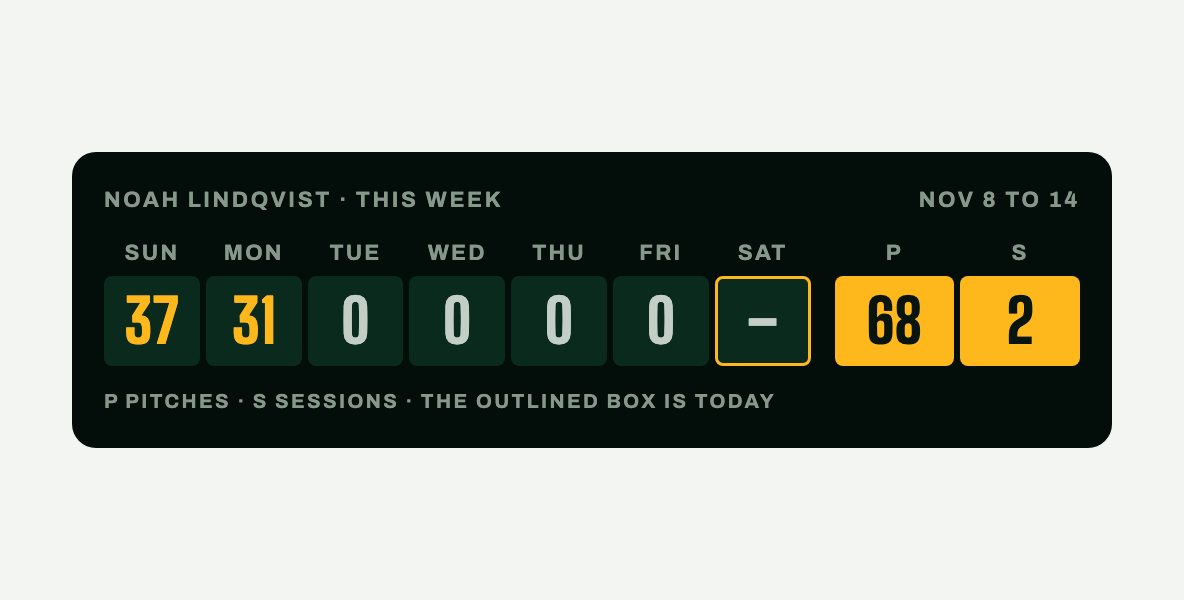 NOAH LINDQVIST · THIS WEEK NOV 8 TO 14
SUN MON TUE WED THU FRI SAT P S
37 31 0 0 0 0 – 68 2
P PITCHES · S SESSIONS · THE OUTLINED BOX IS TODAY